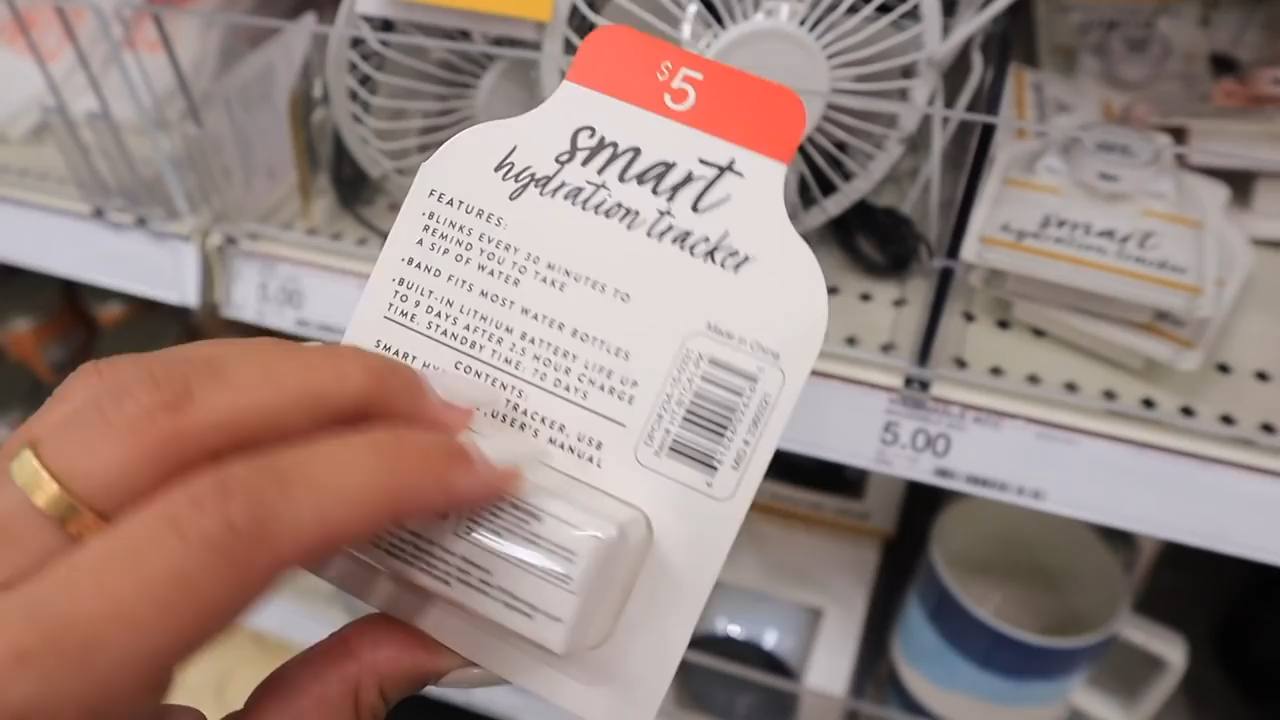 $5
smart
hydration tracker
FEATURES:
•BLINKS EVERY 30 MINUTES TO
REMIND YOU TO TAKE
A SIP OF WATER
•BAND FITS MOST WATER BOTTLES
•BUILT-IN LITHIUM BATTERY LIFE UP
TO 9 DAYS AFTER 2.5 HOUR CHARGE
TIME: STANDBY TIME: 70 DAYS
CONTENTS:
SMART
TRACKER, USB
USER'S MANUAL
Made in China
smart
hydration tracker
5.00